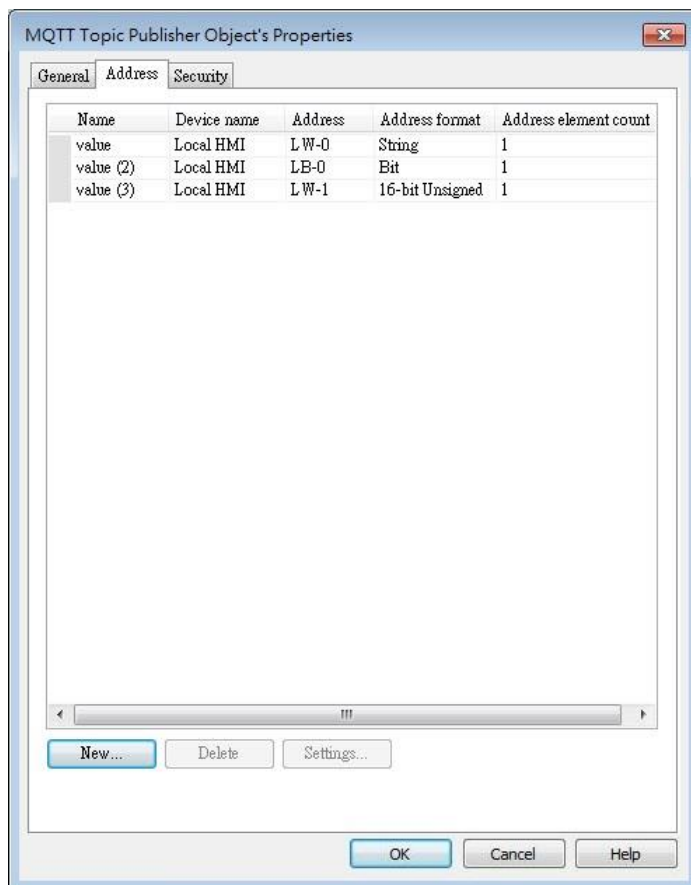 MQTT Topic Publisher Object's Properties
General Address Security
Name Device name Address Address format Address element count
value Local HMI LW-0 String 1
value (2) Local HMI LB-0 Bit 1
value (3) Local HMI LW-1 16-bit Unsigned 1
New... Delete Settings...
OK Cancel Help